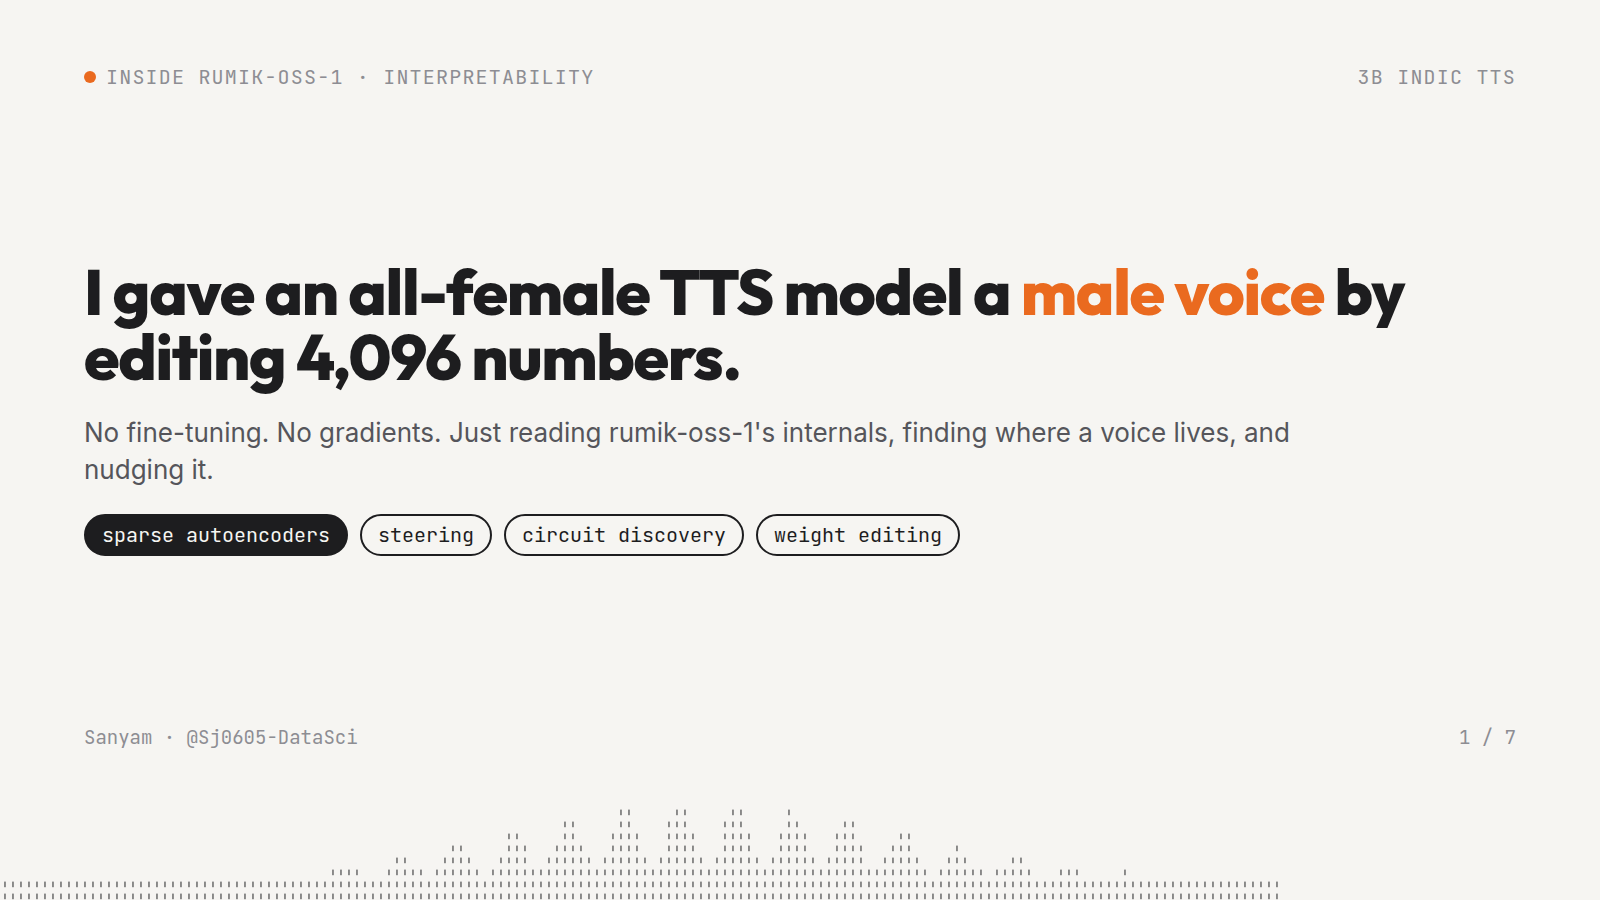 INSIDE RUMIK-OSS-1 · INTERPRETABILITY
3B INDIC TTS
I gave an all-female TTS model a male voice by
editing 4,096 numbers.
No fine-tuning. No gradients. Just reading rumik-oss-1's internals, finding where a voice lives, and
nudging it.
sparse autoencoders
steering
circuit discovery
weight editing
Sanyam · @Sj0605-DataSci
1 / 7